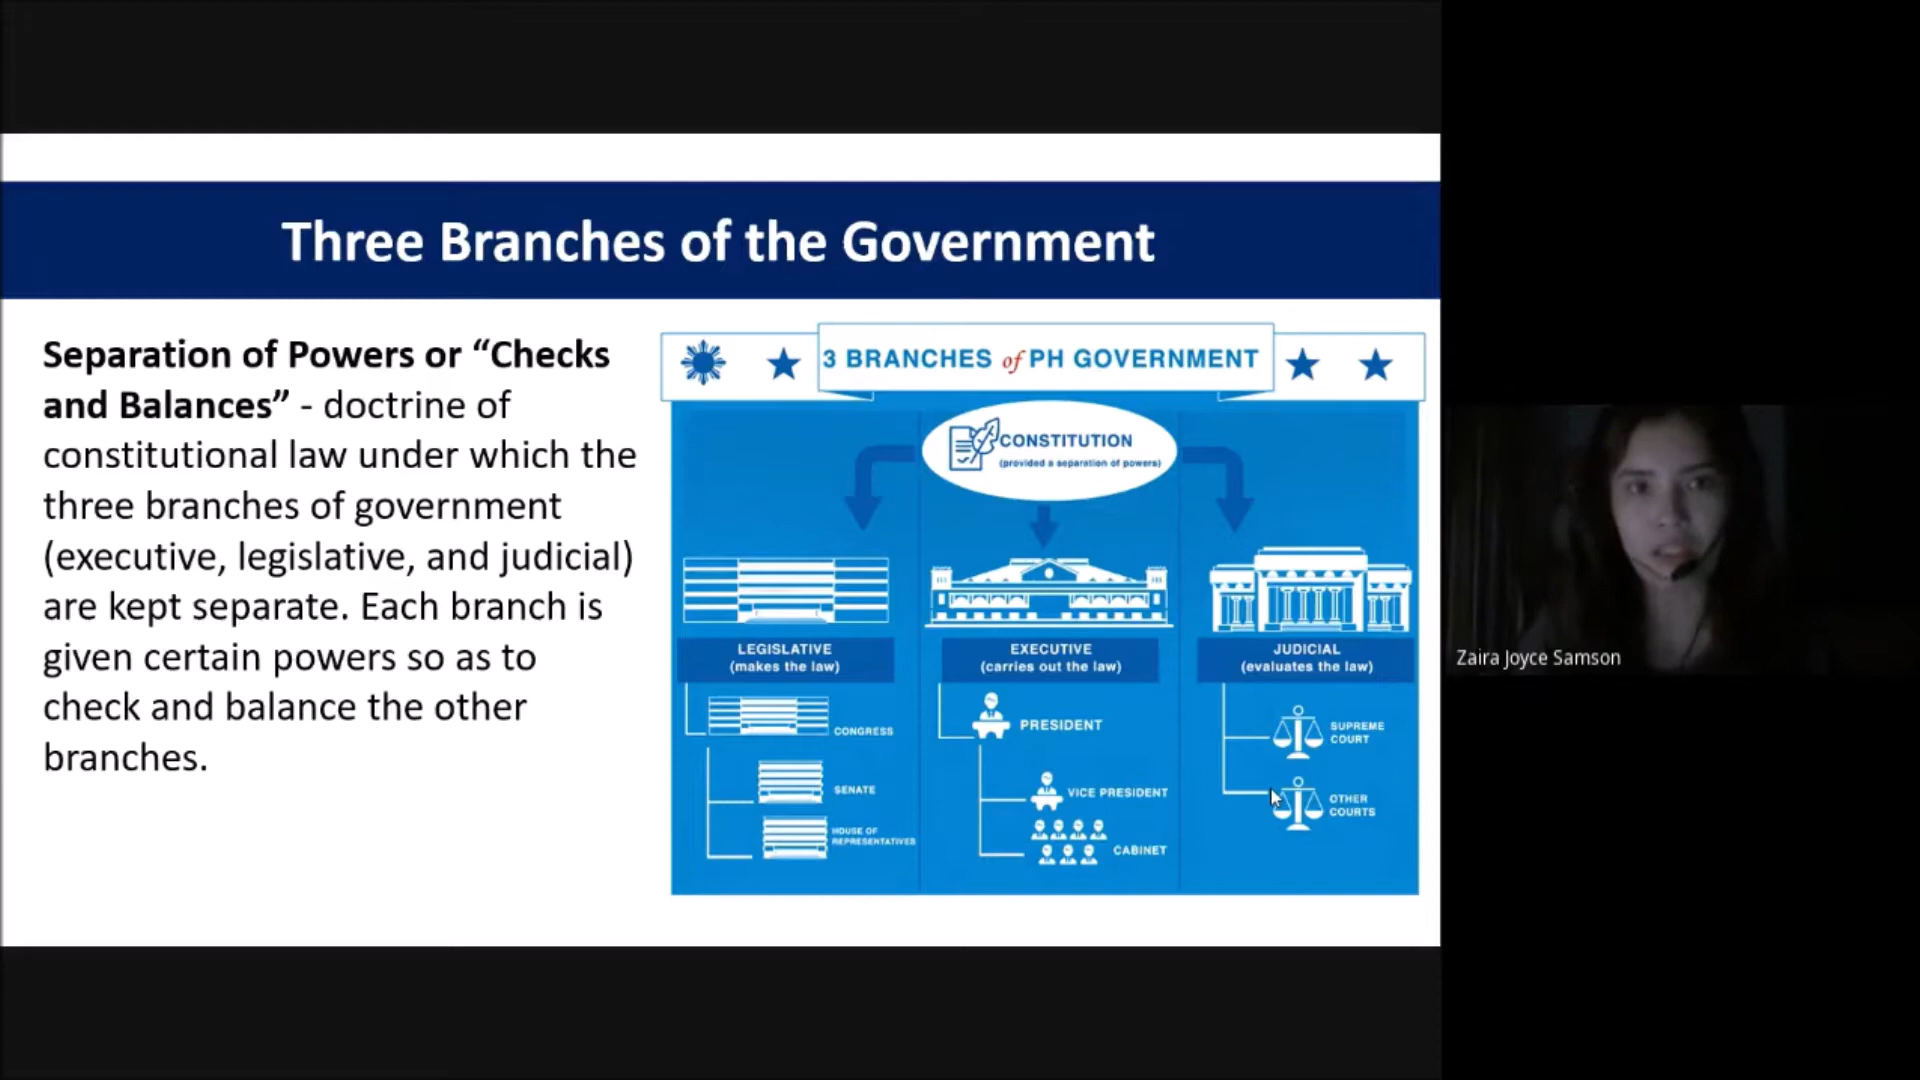 Three Branches of the Government
Separation of Powers or “Checks
and Balances” - doctrine of
constitutional law under which the
three branches of government
(executive, legislative, and judicial)
are kept separate. Each branch is
given certain powers so as to
check and balance the other
branches.
3 BRANCHES of PH GOVERNMENT
CONSTITUTION
(provided a separation of powers)
LEGISLATIVE
(makes the law)
CONGRESS
SENATE
HOUSE OF
REPRESENTATIVES
EXECUTIVE
(carries out the law)
PRESIDENT
VICE PRESIDENT
CABINET
JUDICIAL
(evaluates the law)
SUPREME
COURT
OTHER
COURTS
Zaira Joyce Samson